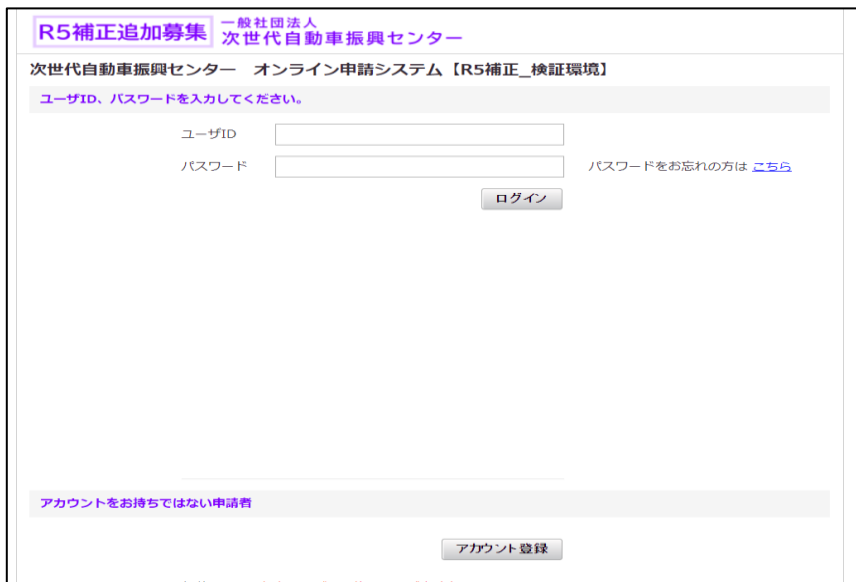 R5補正追加募集
一般社団法人
次世代自動車振興センター
次世代自動車振興センター　オンライン申請システム【R5補正_検証環境】
ユーザID、パスワードを入力してください。
ユーザID
パスワード
パスワードをお忘れの方は こちら
ログイン
アカウントをお持ちではない申請者
アカウント登録